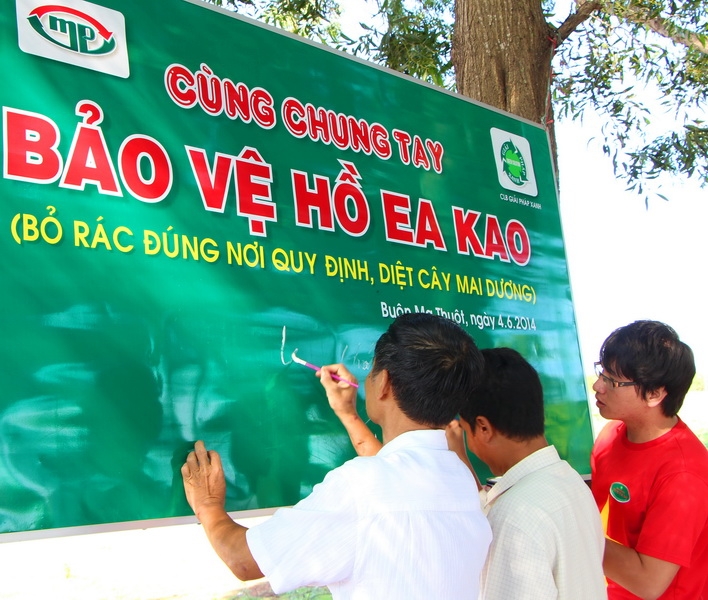 mp
CÙNG CHUNG TAY
BẢO VỆ HỒ EA KAO
CLB GIẢI PHÁP XANH
(BỎ RÁC ĐÚNG NƠI QUY ĐỊNH, DIỆT CÂY MAI DƯƠNG)
Buôn Ma Thuột, ngày 4.6.2014